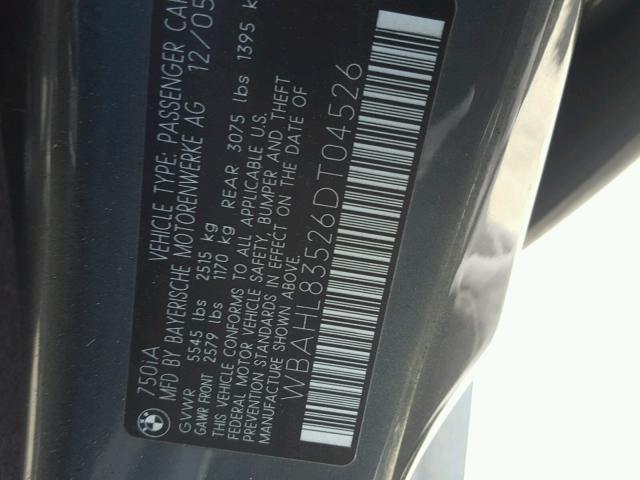 750iA
VEHICLE TYPE: PASSENGER CAR
MFD BY BAYERISCHE MOTORENWERKE AG 12/05
GVWR 5545 lbs 2515 kg
GAWR FRONT 2579 lbs 1170 kg REAR 3075 lbs 1395 k
THIS VEHICLE CONFORMS TO ALL APPLICABLE U.S.
FEDERAL MOTOR VEHICLE SAFETY, BUMPER AND THEFT
PREVENTION STANDARDS IN EFFECT ON THE DATE OF
MANUFACTURE SHOWN ABOVE.
WBAHL83526DT04526